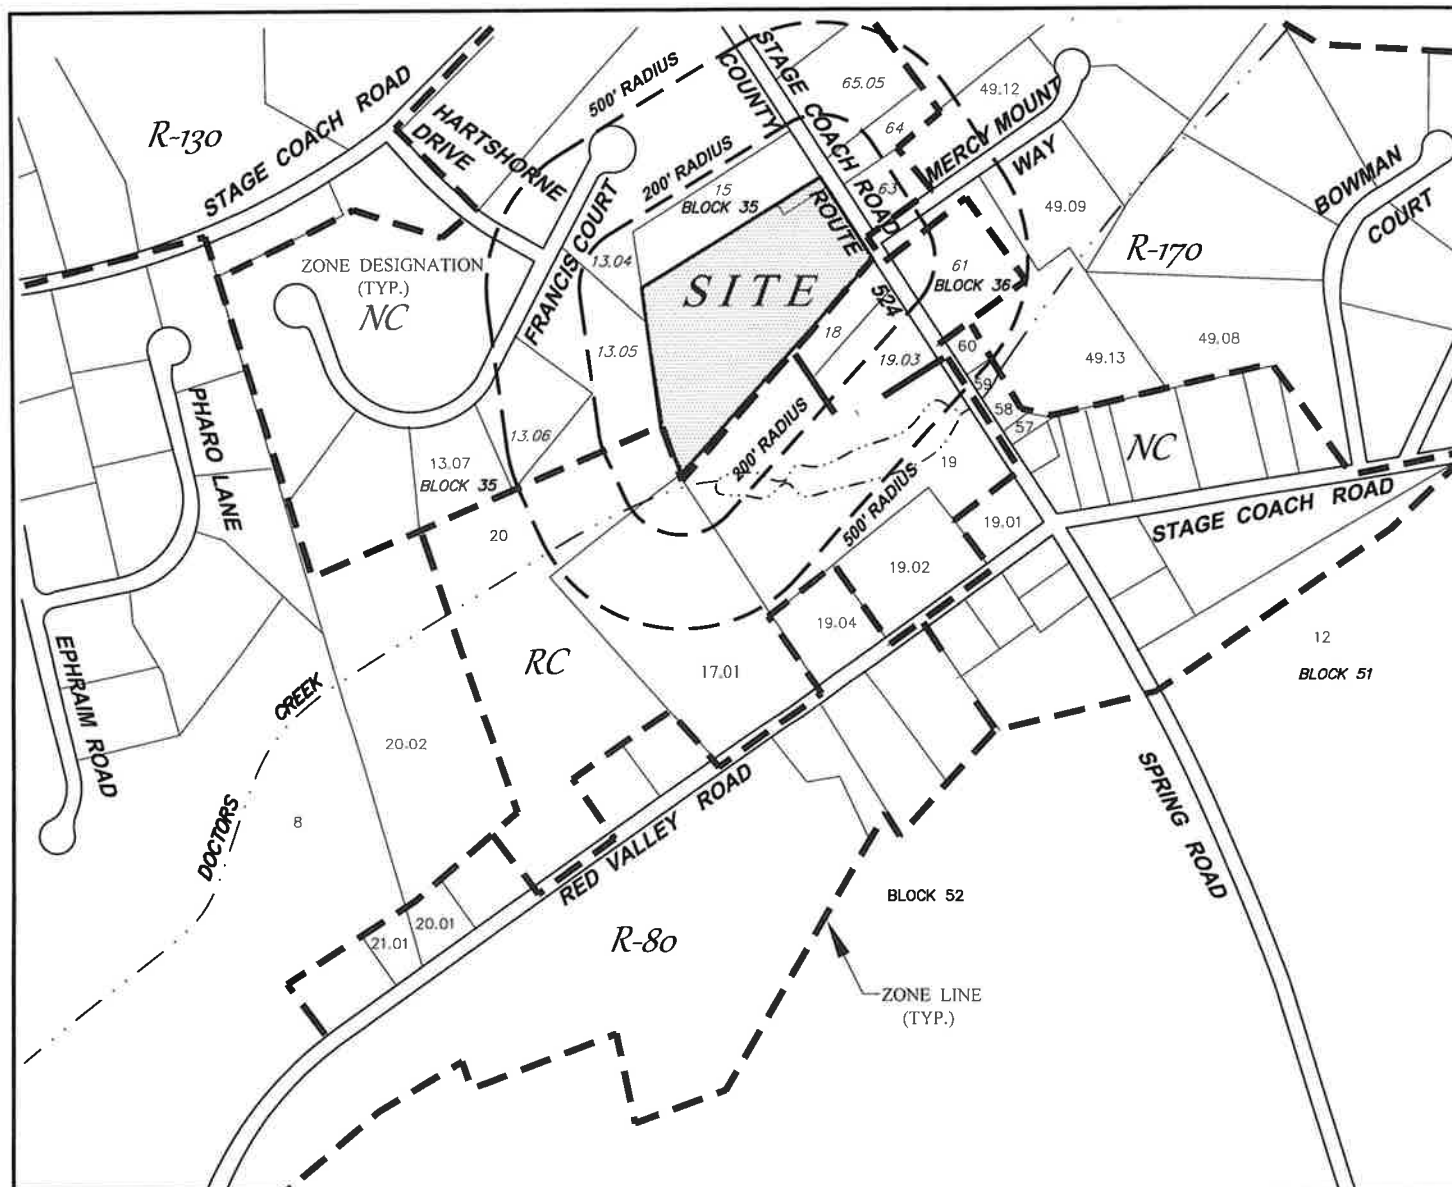 R-130
STAGE COACH ROAD
HARTSHORNE
DRIVE
500' RADIUS
200' RADIUS
FRANCIS COURT
15
BLOCK 35
STAGE COACH ROAD
COUNTY
ROUTE
524
65.05
64
63
49.12
MERCY MOUNT
WAY
49.09
R-170
BOWMAN
COURT
ZONE DESIGNATION
(TYP.)
NC
13.04
13.05
13.06
SITE
18
19.03
61
BLOCK 36
60
59
58
57
49.13
49.08
NC
STAGE COACH ROAD
PHARO
LANE
13.07
BLOCK 35
20
200' RADIUS
500' RADIUS
19
19.01
19.02
19.04
17.01
RC
12
BLOCK 51
EPHRAIM ROAD
DOCTORS
CREEK
8
20.02
20.01
21.01
RED VALLEY ROAD
SPRING ROAD
R-80
BLOCK 52
ZONE LINE
(TYP.)